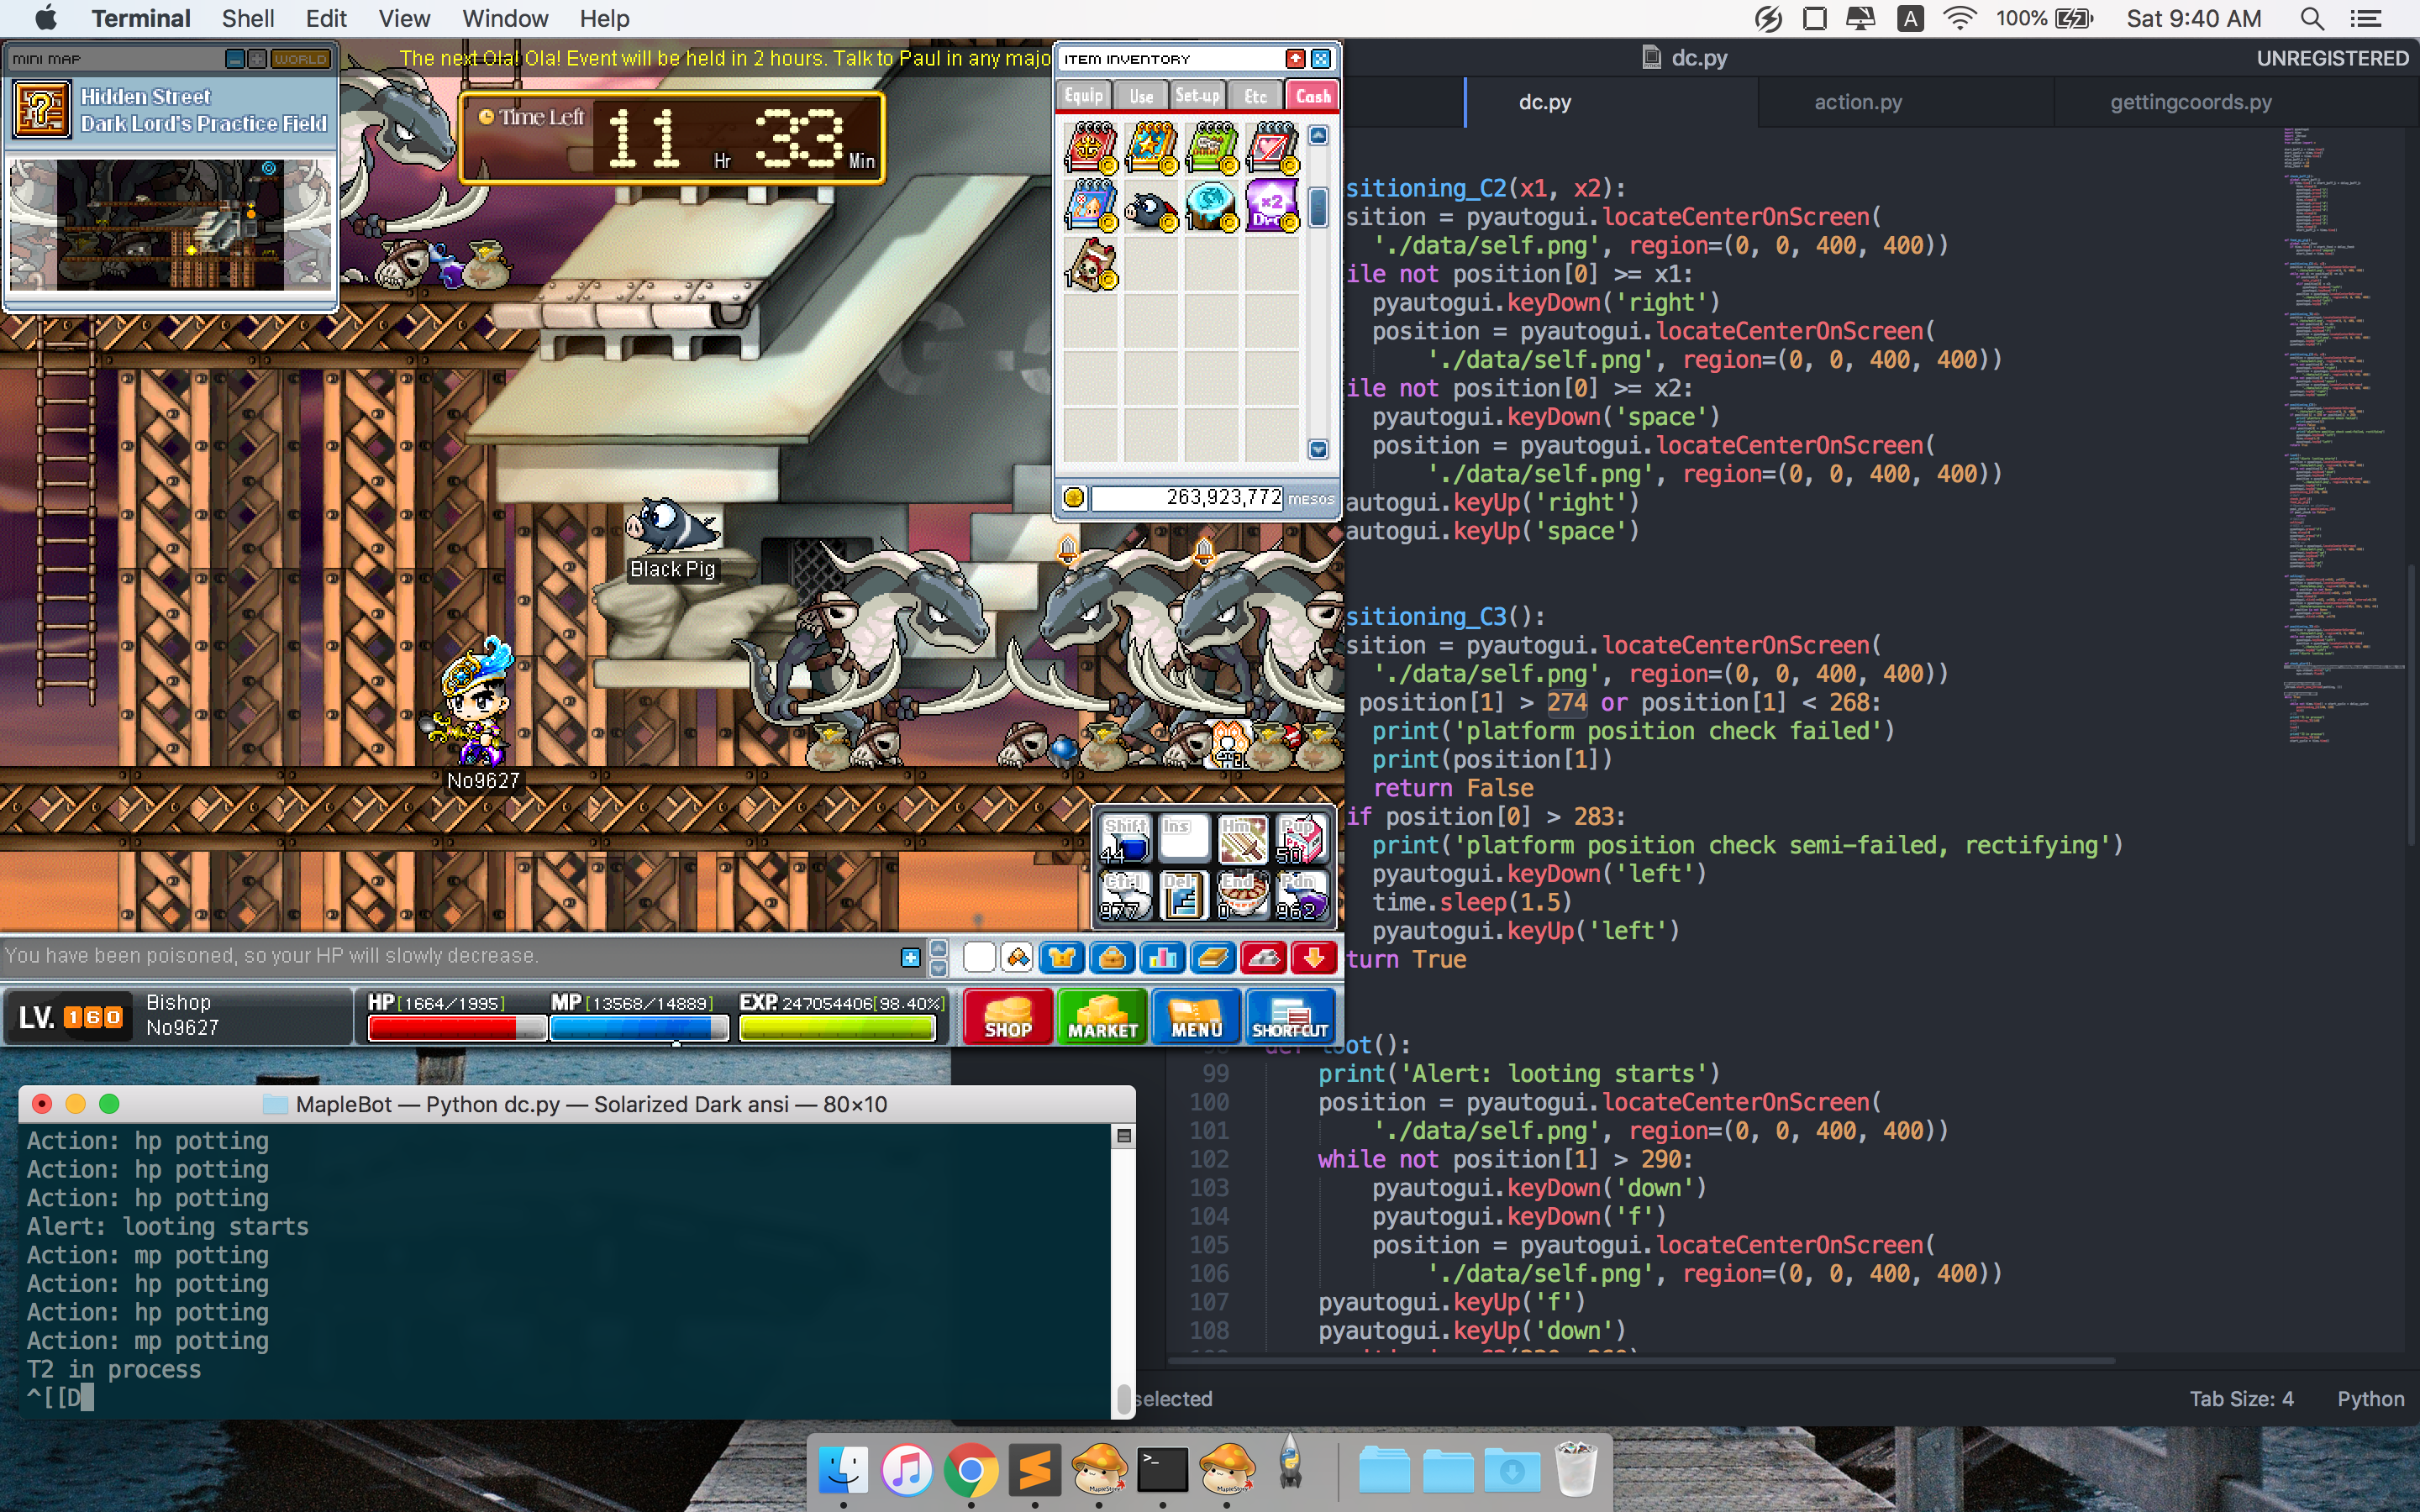 Terminal Shell Edit View Window Help
100% Sat 9:40 AM
MINI MAP WORLD
Hidden Street
Dark Lord's Practice Field
The next Ola! Ola! Event will be held in 2 hours. Talk to Paul in any majo
Time Left 11 Hr 33 Min
ITEM INVENTORY
Equip Use Set-up Etc Cash
263,923,772 MESOS
Black Pig
No9627
Shift Ins Hm Pup
44 50
Ctrl Del End Pdn
977 0 962
You have been poisoned, so your HP will slowly decrease.
LV. 160
Bishop
No9627
HP[1664/1995] MP[13568/14889] EXP. 247054406[98.40%]
SHOP MARKET MENU SHORTCUT
dc.py
UNREGISTERED
dc.py action.py gettingcoords.py
sitioning_C2(x1, x2):
sition = pyautogui.locateCenterOnScreen(
'./data/self.png', region=(0, 0, 400, 400))
ile not position[0] >= x1:
pyautogui.keyDown('right')
position = pyautogui.locateCenterOnScreen(
'./data/self.png', region=(0, 0, 400, 400))
ile not position[0] >= x2:
pyautogui.keyDown('space')
position = pyautogui.locateCenterOnScreen(
'./data/self.png', region=(0, 0, 400, 400))
autogui.keyUp('right')
autogui.keyUp('space')
sitioning_C3():
sition = pyautogui.locateCenterOnScreen(
'./data/self.png', region=(0, 0, 400, 400))
position[1] > 274 or position[1] < 268:
print('platform position check failed')
print(position[1])
return False
if position[0] > 283:
print('platform position check semi-failed, rectifying')
pyautogui.keyDown('left')
time.sleep(1.5)
pyautogui.keyUp('left')
turn True
def loot():
99 print('Alert: looting starts')
100 position = pyautogui.locateCenterOnScreen(
101 './data/self.png', region=(0, 0, 400, 400))
102 while not position[1] > 290:
103 pyautogui.keyDown('down')
104 pyautogui.keyDown('f')
105 position = pyautogui.locateCenterOnScreen(
106 './data/self.png', region=(0, 0, 400, 400))
107 pyautogui.keyUp('f')
108 pyautogui.keyUp('down')
selected
Tab Size: 4 Python
MapleBot — Python dc.py — Solarized Dark ansi — 80×10
Action: hp potting
Action: hp potting
Action: hp potting
Alert: looting starts
Action: mp potting
Action: hp potting
Action: hp potting
Action: mp potting
T2 in process
^[[D